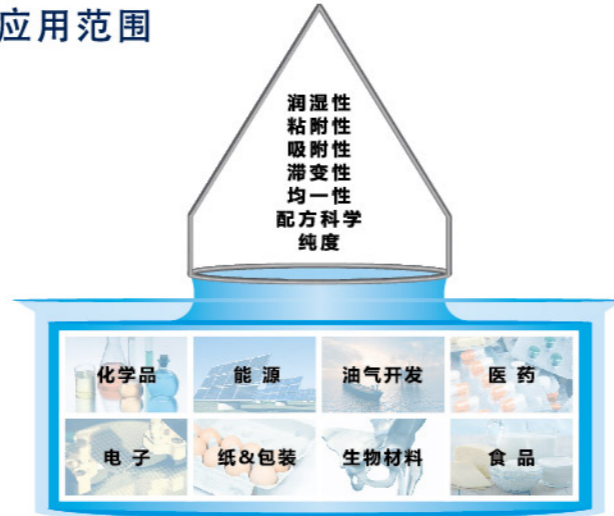 应用范围
润湿性
粘附性
吸附性
滞变性
均一性
配方科学
纯度
化学品 能源 油气开发 医药
电子 纸&包装 生物材料 食品